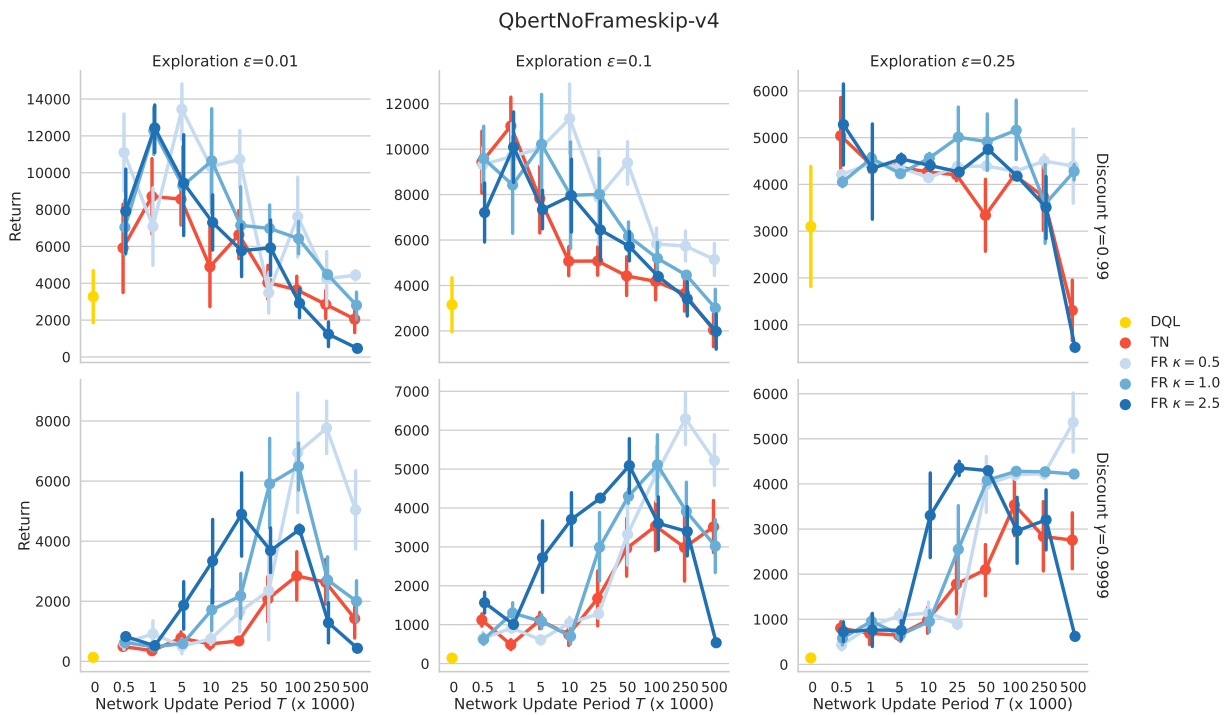 QbertNoFrameskip-v4
Exploration ε=0.01
Exploration ε=0.1
Exploration ε=0.25
14000
12000
10000
8000
6000
4000
2000
0
Return
12000
10000
8000
6000
4000
2000
6000
5000
4000
3000
2000
1000
Discount γ=0.99
DQL
TN
FR κ = 0.5
FR κ = 1.0
FR κ = 2.5
8000
6000
4000
2000
0
Return
7000
6000
5000
4000
3000
2000
1000
0
6000
5000
4000
3000
2000
1000
0
Discount γ=0.9999
0 0.5 1 5 10 25 50 100 250 500
0 0.5 1 5 10 25 50 100 250 500
0 0.5 1 5 10 25 50 100 250 500
Network Update Period T (x 1000)
Network Update Period T (x 1000)
Network Update Period T (x 1000)